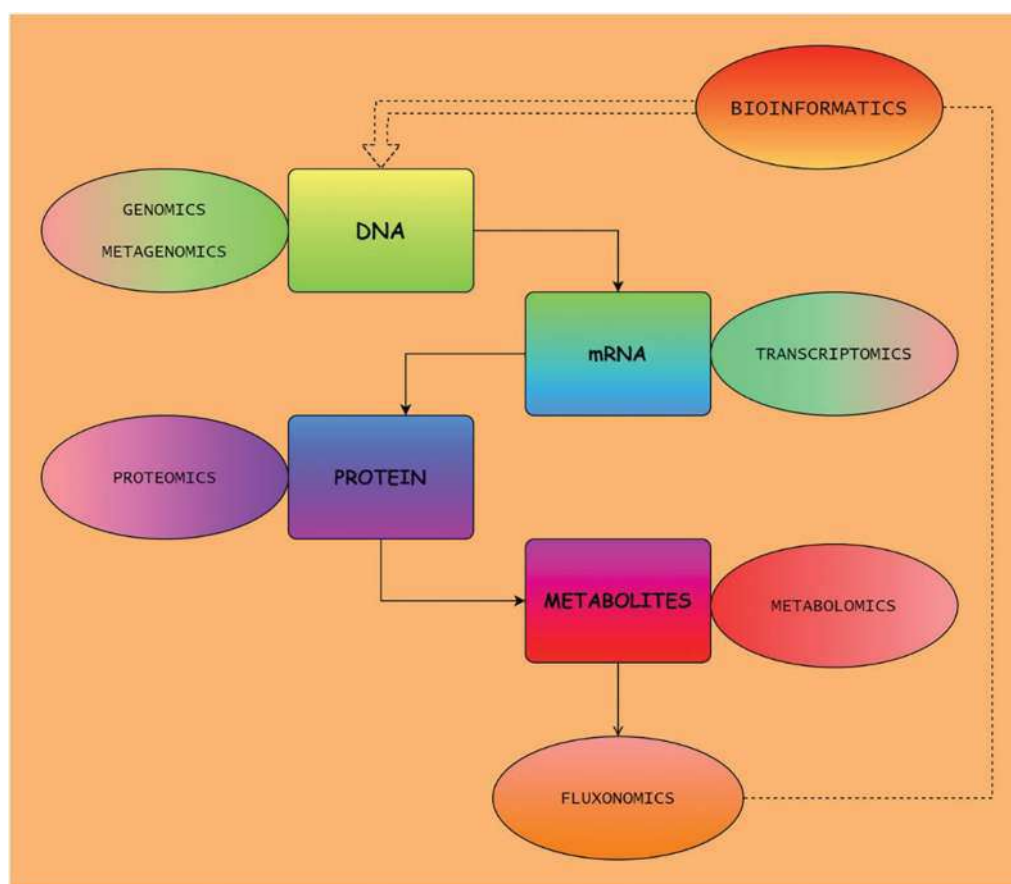 BIOINFORMATICS
GENOMICS
METAGENOMICS
DNA
mRNA
TRANSCRIPTOMICS
PROTEOMICS
PROTEIN
METABOLITES
METABOLOMICS
FLUXONOMICS